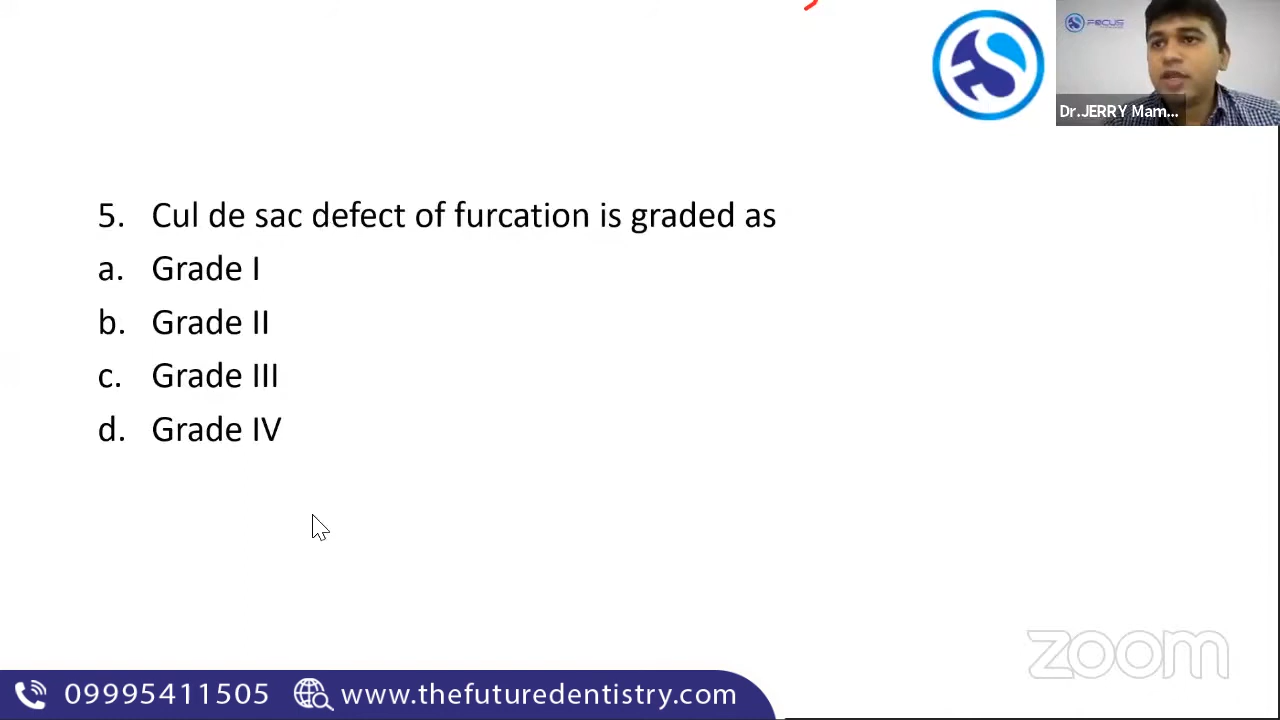 FOCUS
Dr.JERRY Mam...
5. Cul de sac defect of furcation is graded as
a. Grade I
b. Grade II
c. Grade III
d. Grade IV
zoom
09995411505 www.thefuturedentistry.com